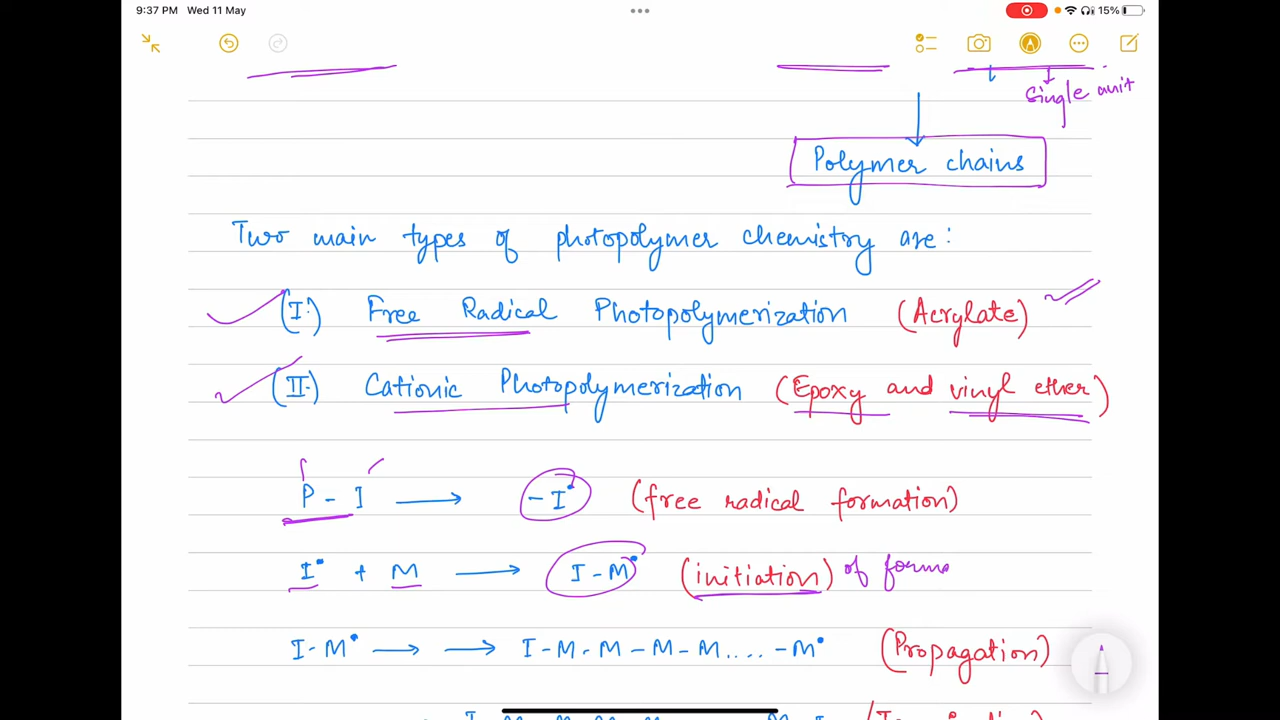 9:37 PM Wed 11 May
15%
Single unit
Polymer chains
Two main types of photopolymer chemistry are:
(I.) Free Radical Photopolymerization (Acrylate)
(II.) Cationic Photopolymerization (Epoxy and vinyl ether)
P - I → - I• (free radical formation)
I• + M → I - M• (initiation) of forma
I - M• → → I - M - M - M - M .... - M• (Propagation)